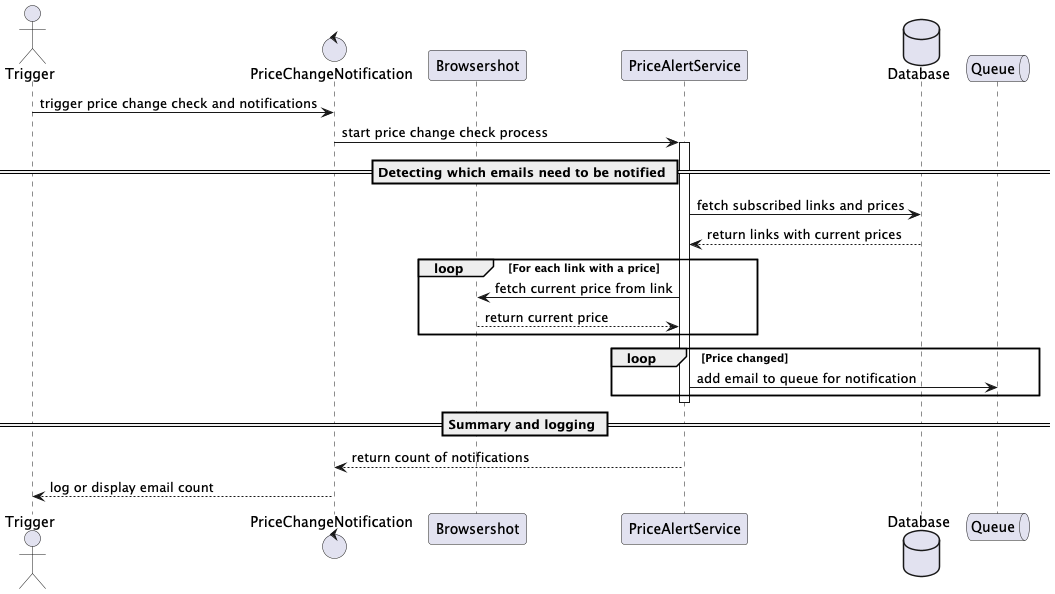 Trigger
PriceChangeNotification
Browsershot
PriceAlertService
Database
Queue
trigger price change check and notifications
start price change check process
Detecting which emails need to be notified
fetch subscribed links and prices
return links with current prices
loop [For each link with a price]
fetch current price from link
return current price
loop [Price changed]
add email to queue for notification
Summary and logging
return count of notifications
log or display email count
Trigger
PriceChangeNotification
Browsershot
PriceAlertService
Database
Queue